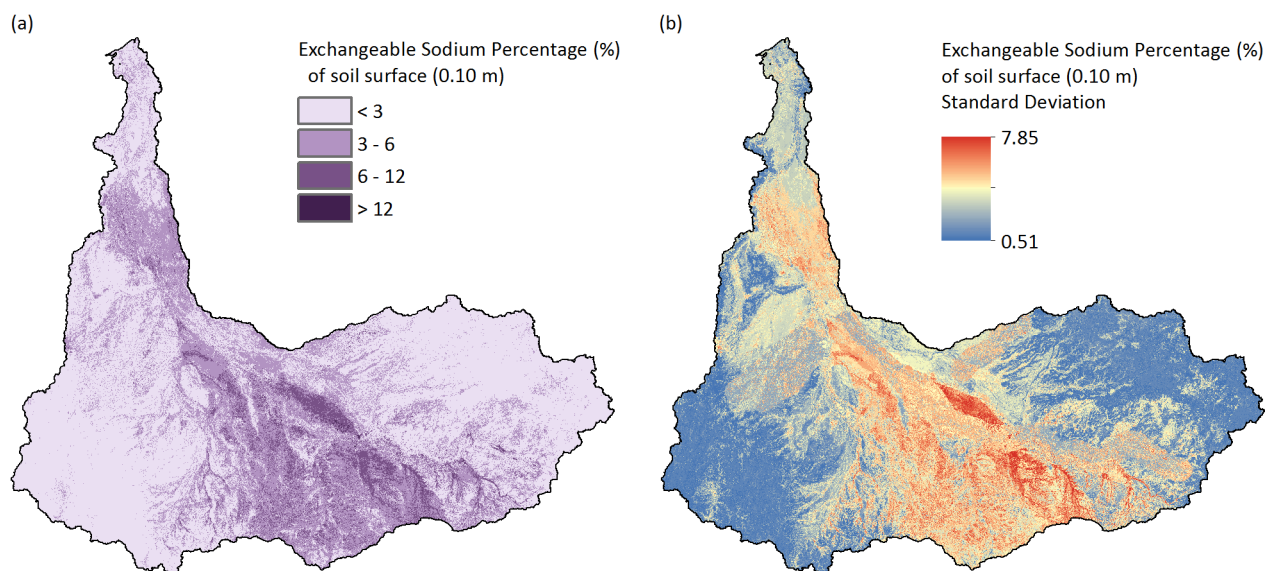 (a)
Exchangeable Sodium Percentage (%)
of soil surface (0.10 m)
< 3
3 - 6
6 - 12
> 12
(b)
Exchangeable Sodium Percentage (%)
of soil surface (0.10 m)
Standard Deviation
7.85
0.51